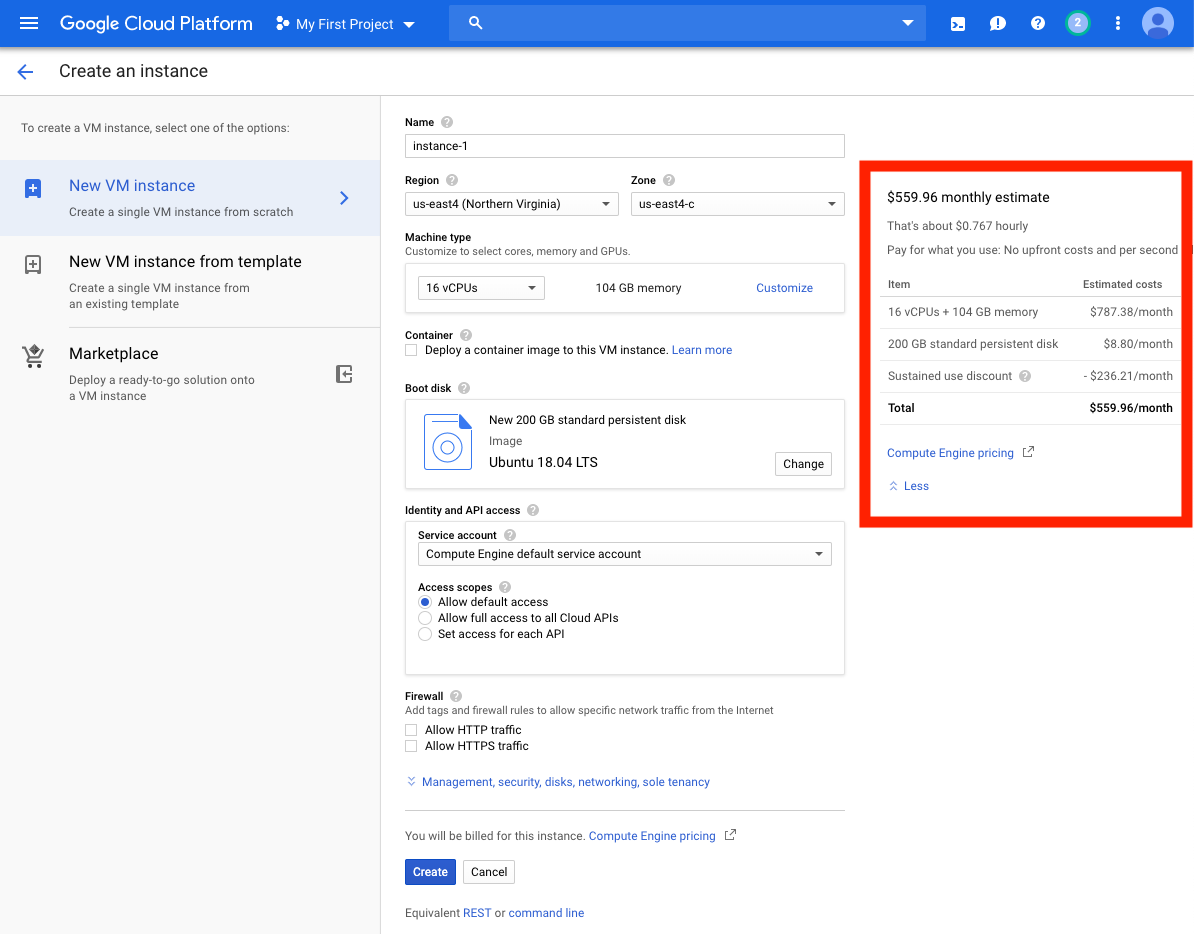 Google Cloud Platform
My First Project
2
Create an instance
To create a VM instance, select one of the options:
New VM instance
Create a single VM instance from scratch
New VM instance from template
Create a single VM instance from
an existing template
Marketplace
Deploy a ready-to-go solution onto
a VM instance
Name
instance-1
Region
Zone
us-east4 (Northern Virginia)
us-east4-c
Machine type
Customize to select cores, memory and GPUs.
16 vCPUs
104 GB memory
Customize
Container
Deploy a container image to this VM instance. Learn more
Boot disk
New 200 GB standard persistent disk
Image
Ubuntu 18.04 LTS
Change
Identity and API access
Service account
Compute Engine default service account
Access scopes
Allow default access
Allow full access to all Cloud APIs
Set access for each API
Firewall
Add tags and firewall rules to allow specific network traffic from the Internet
Allow HTTP traffic
Allow HTTPS traffic
Management, security, disks, networking, sole tenancy
You will be billed for this instance. Compute Engine pricing
Create
Cancel
Equivalent REST or command line
$559.96 monthly estimate
That's about $0.767 hourly
Pay for what you use: No upfront costs and per second
Item Estimated costs
16 vCPUs + 104 GB memory $787.38/month
200 GB standard persistent disk $8.80/month
Sustained use discount - $236.21/month
Total $559.96/month
Compute Engine pricing
Less